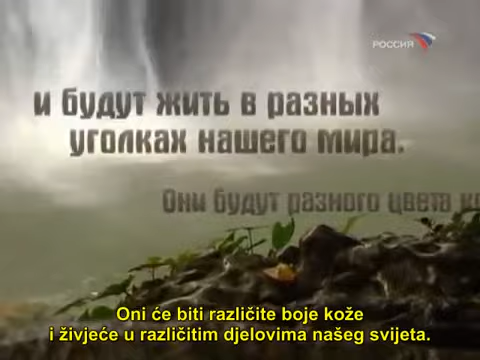 РОССИЯ
и будут жить в разных
уголках нашего мира.
Они будут разного цвета
Oni će biti različite boje kože
i živjeće u različitim djelovima našeg svijeta.